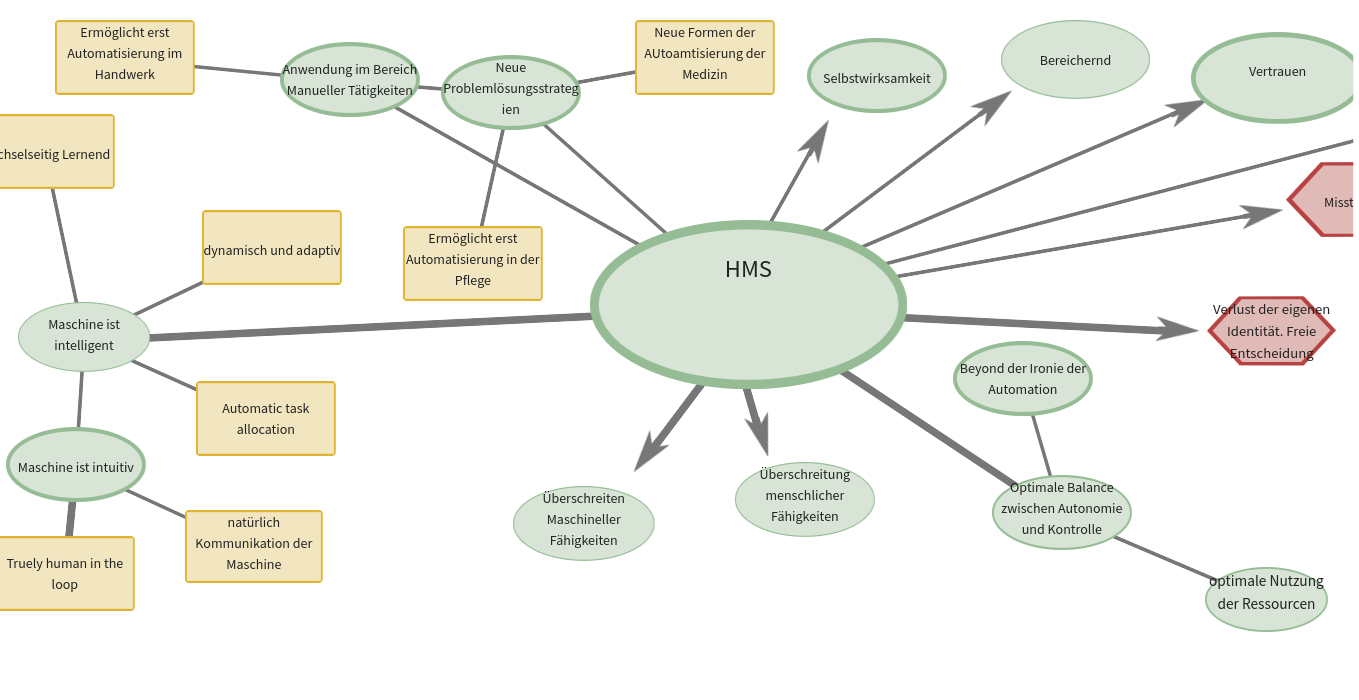 Ermöglicht erst
Automatisierung im
Handwerk
Anwendung im Bereich
Manueller Tätigkeiten
Neue
Problemlösungsstrateg
ien
Neue Formen der
AUtoamtisierung der
Medizin
Selbstwirksamkeit
Bereichernd
Vertrauen
chselseitig Lernend
Misst
dynamisch und adaptiv
Ermöglicht erst
Automatisierung in der
Pflege
HMS
Maschine ist
intelligent
Verlust der eigenen
Identität. Freie
Entscheidung
Beyond der Ironie der
Automation
Automatic task
allocation
Maschine ist intuitiv
Überschreiten
Maschineller
Fähigkeiten
Überschreitung
menschlicher
Fähigkeiten
Optimale Balance
zwischen Autonomie
und Kontrolle
natürlich
Kommunikation der
Maschine
Truely human in the
loop
optimale Nutzung
der Ressourcen